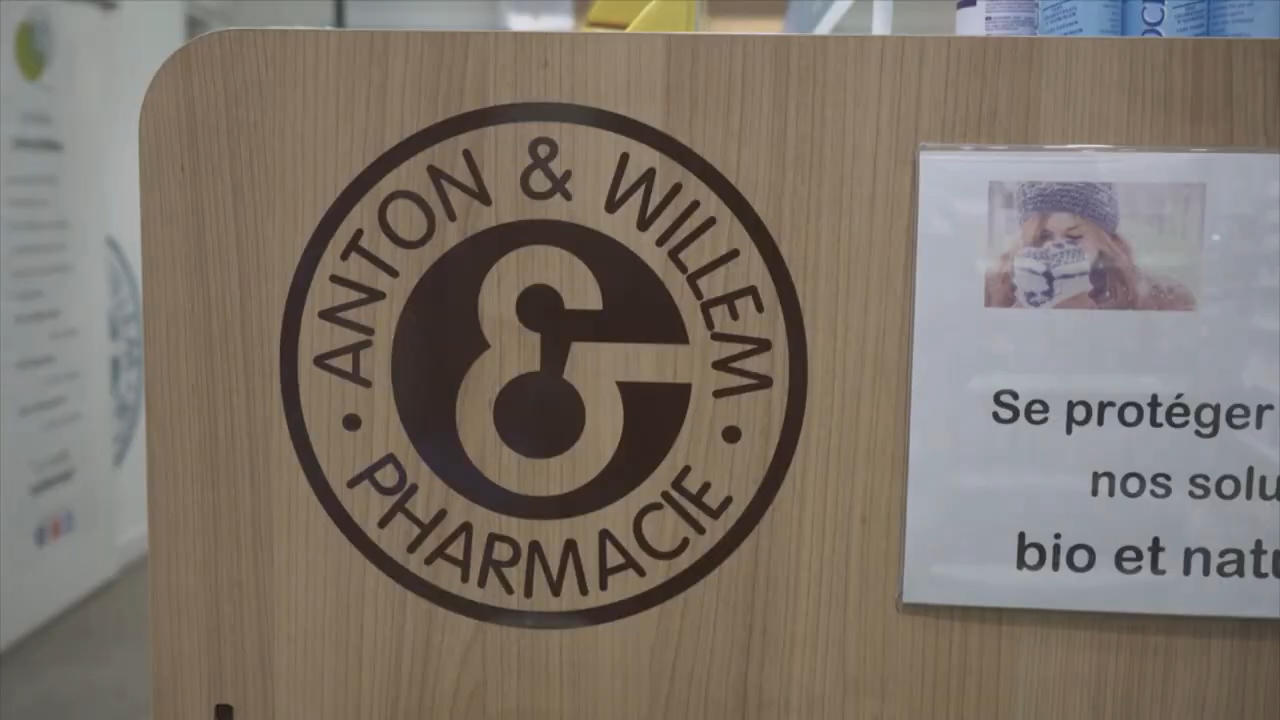 ANTON & WILLEM
PHARMACIE
Se protéger
nos solu
bio et natu